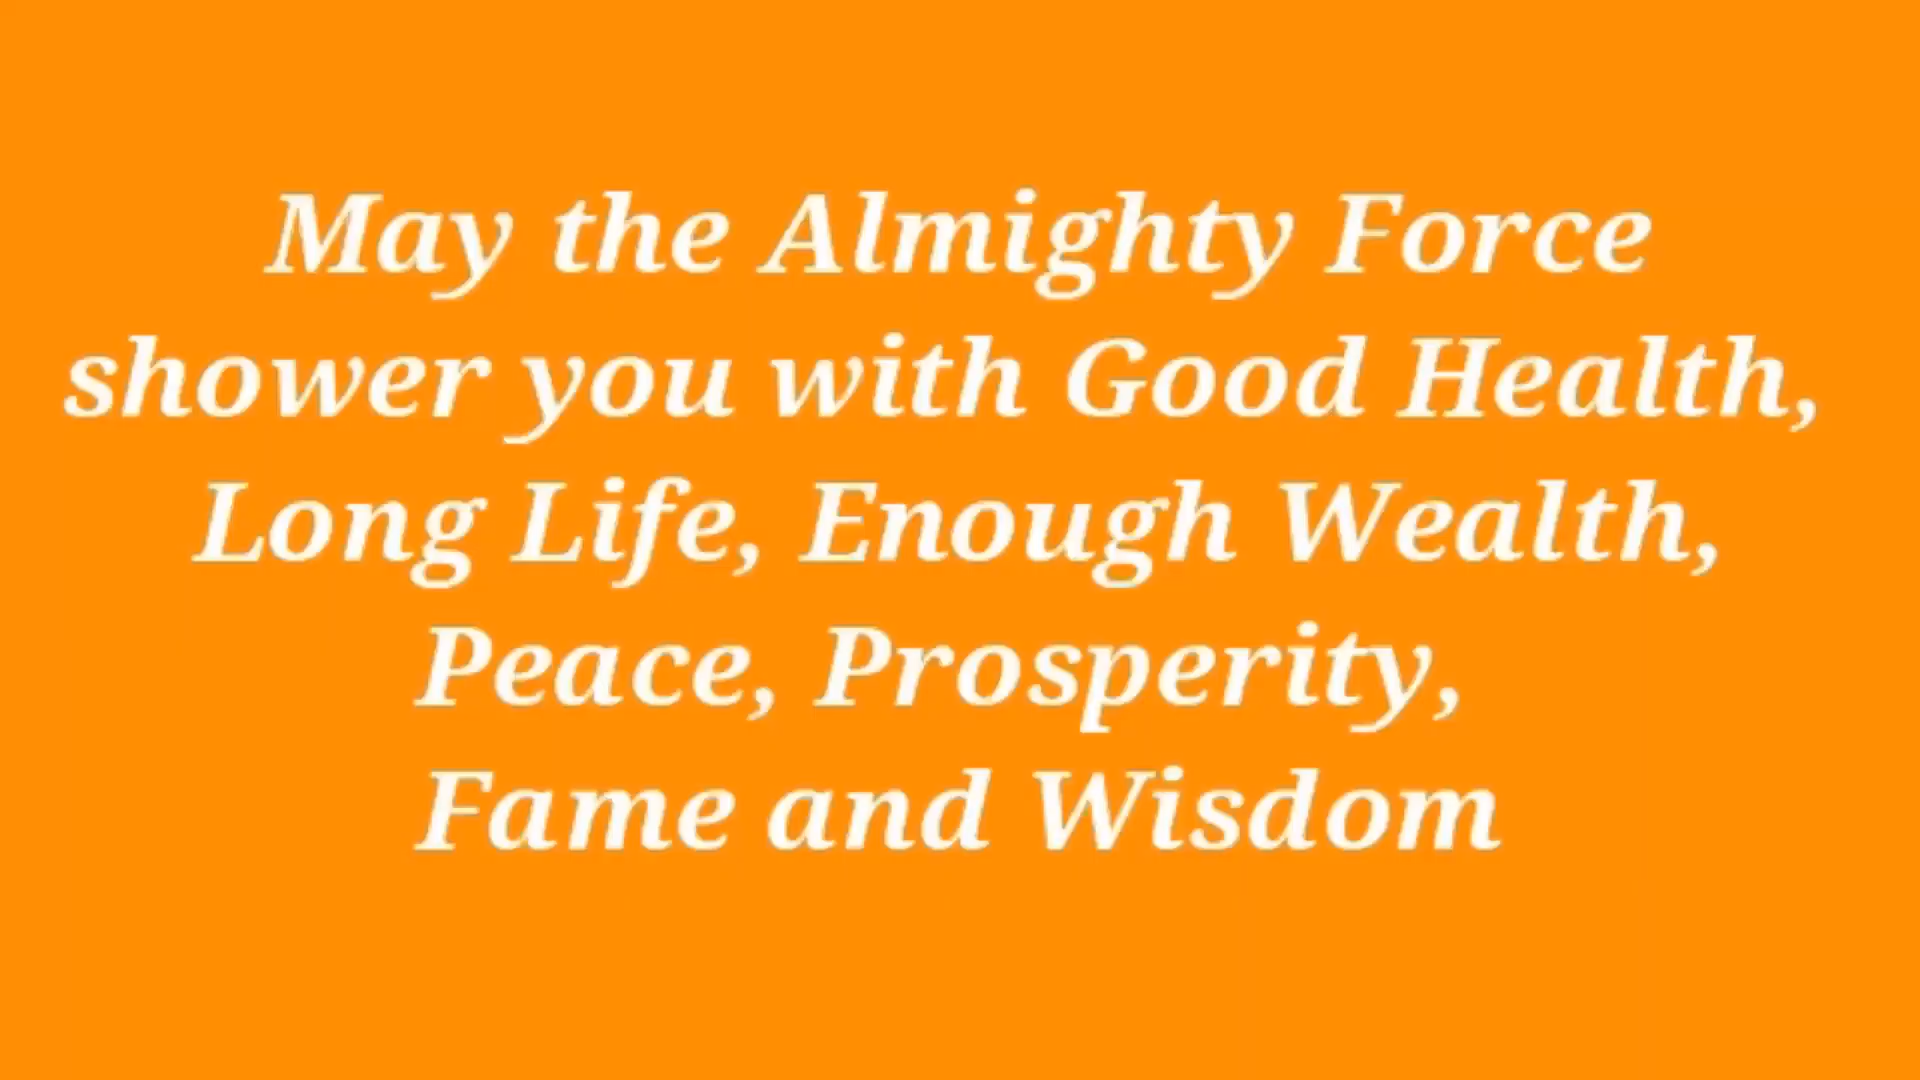 May the Almighty Force
shower you with Good Health,
Long Life, Enough Wealth,
Peace, Prosperity,
Fame and Wisdom